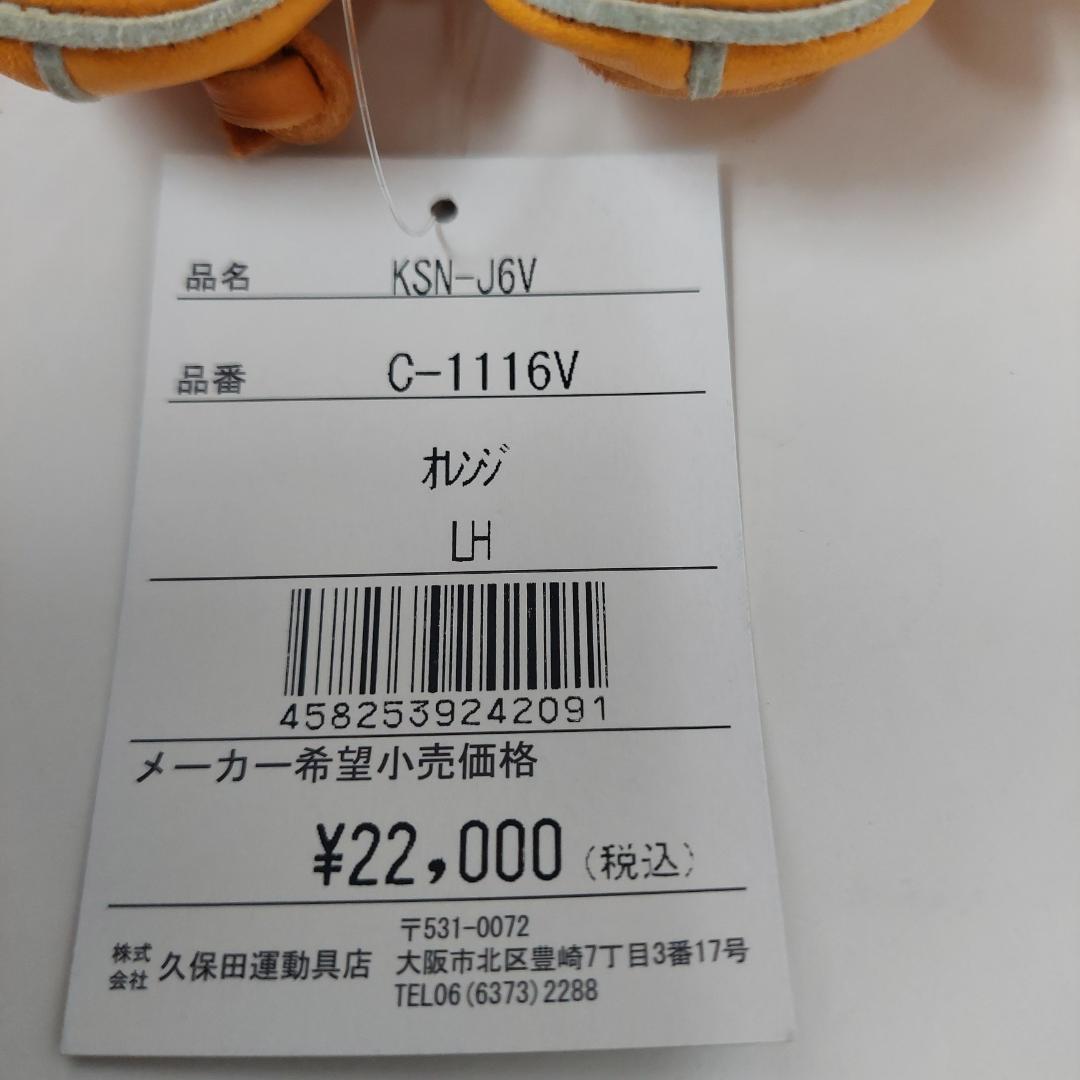 品名 KSN-J6V
品番 C-1116V
オレンジ
LH
4582539242091
メーカー希望小売価格
¥22,000(税込)
株式会社 久保田運動具店
〒531-0072
大阪市北区豊崎7丁目3番17号
TEL06(6373)2288